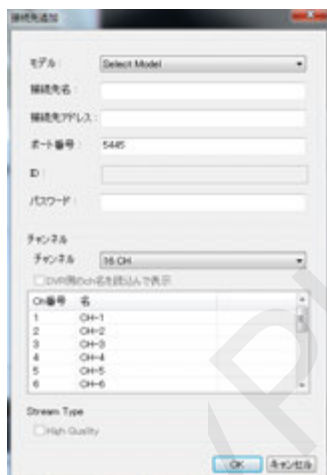 接続先追加
モデル： Select Model
接続先名：
接続先アドレス：
ポート番号： 5445
ID：
パスワード：
チャンネル
チャンネル 16 CH
DVR側のch名を読込んで表示
Ch番号 名
1 CH-1
2 CH-2
3 CH-3
4 CH-4
5 CH-5
6 CH-6
Stream Type
High Quality
OK キャンセル